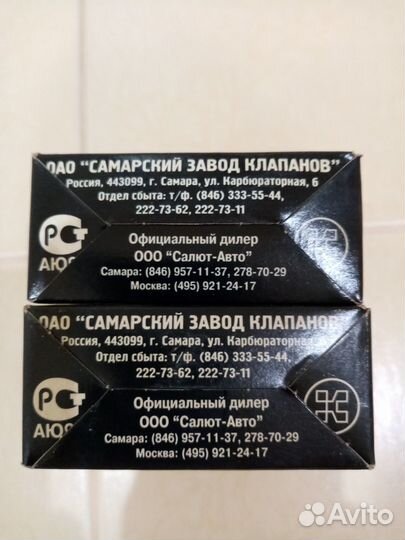 ОАО "САМАРСКИЙ ЗАВОД КЛАПАНОВ"
Россия, 443099, г. Самара, ул. Карбюраторная, 6
Отдел сбыта: т/ф. (846) 333-55-44,
222-73-62, 222-73-11
РСТ
Официальный дилер
ООО "Салют-Авто"
Самара: (846) 957-11-37, 278-70-29
Москва: (495) 921-24-17
ОАО "САМАРСКИЙ ЗАВОД КЛАПАНОВ"
Россия, 443099, г. Самара, ул. Карбюраторная
Отдел сбыта: т/ф. (846) 333-55-44,
222-73-62, 222-73-11
РСТ
Официальный дилер
ООО "Салют-Авто"
Самара: (846) 957-11-37, 278-70-29
Москва: (495) 921-24-17
Avito